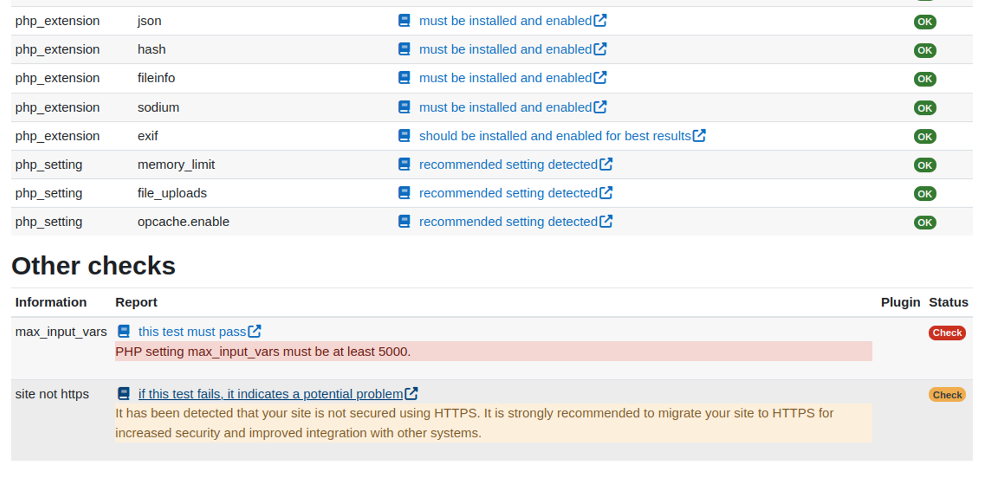 php_extension json must be installed and enabled OK
php_extension hash must be installed and enabled OK
php_extension fileinfo must be installed and enabled OK
php_extension sodium must be installed and enabled OK
php_extension exif should be installed and enabled for best results OK
php_setting memory_limit recommended setting detected OK
php_setting file_uploads recommended setting detected OK
php_setting opcache.enable recommended setting detected OK
Other checks
Information Report Plugin Status
max_input_vars this test must pass Check
PHP setting max_input_vars must be at least 5000.
site not https if this test fails, it indicates a potential problem Check
It has been detected that your site is not secured using HTTPS. It is strongly recommended to migrate your site to HTTPS for
increased security and improved integration with other systems.